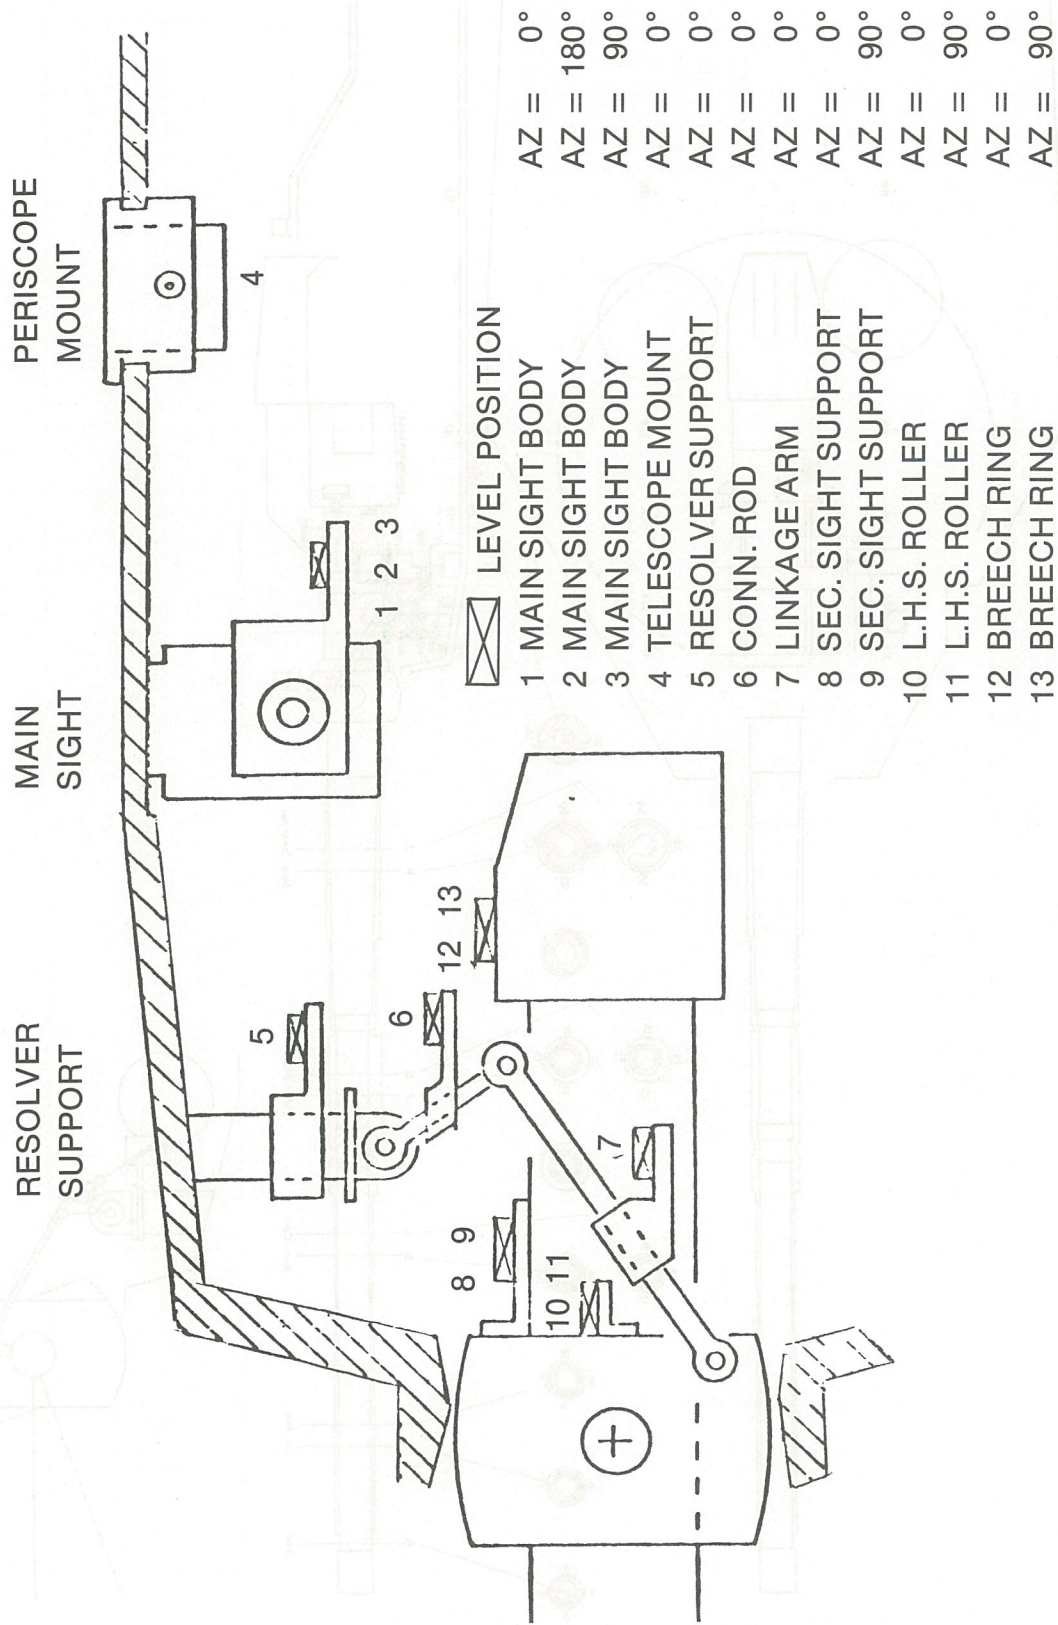 RESOLVER
SUPPORT
MAIN
SIGHT
PERISCOPE
MOUNT
5
6
12 13
8 9
10 11
7
1 2 3
4
LEVEL POSITION
1 MAIN SIGHT BODY AZ = 0°
2 MAIN SIGHT BODY AZ = 180°
3 MAIN SIGHT BODY AZ = 90°
4 TELESCOPE MOUNT AZ = 0°
5 RESOLVER SUPPORT AZ = 0°
6 CONN. ROD AZ = 0°
7 LINKAGE ARM AZ = 0°
8 SEC. SIGHT SUPPORT AZ = 0°
9 SEC. SIGHT SUPPORT AZ = 90°
10 L.H.S. ROLLER AZ = 0°
11 L.H.S. ROLLER AZ = 90°
12 BREECH RING AZ = 0°
13 BREECH RING AZ = 90°